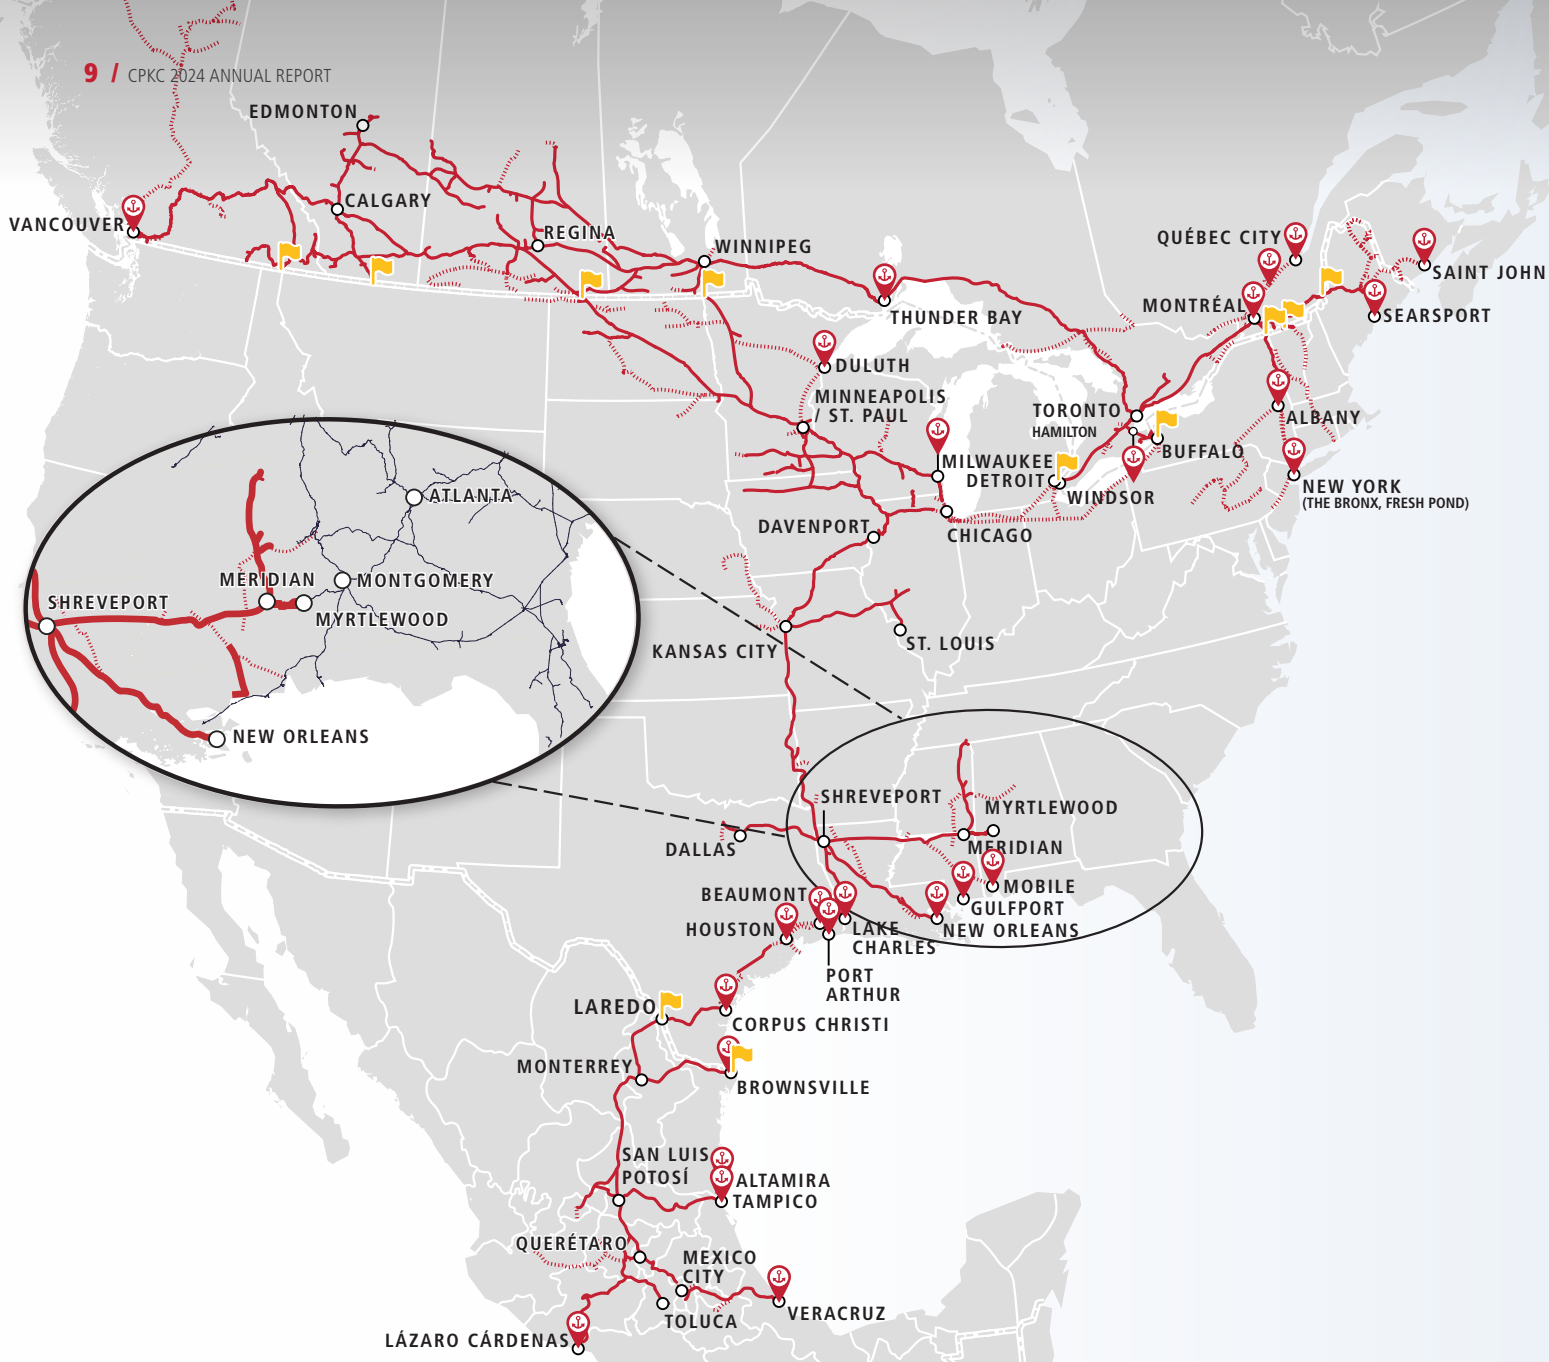 9 / CPKC 2024 ANNUAL REPORT
EDMONTON
CALGARY
VANCOUVER
REGINA
WINNIPEG
QUÉBEC CITY
SAINT JOHN
MONTRÉAL
SEARSPORT
THUNDER BAY
DULUTH
MINNEAPOLIS
/ ST. PAUL
TORONTO
HAMILTON
ALBANY
BUFFALO
MILWAUKEE
DETROIT
WINDSOR
NEW YORK
(THE BRONX, FRESH POND)
DAVENPORT
CHICAGO
KANSAS CITY
ST. LOUIS
ATLANTA
MERIDIAN
MONTGOMERY
SHREVEPORT
MYRTLEWOOD
NEW ORLEANS
SHREVEPORT
MYRTLEWOOD
DALLAS
MERIDIAN
BEAUMONT
MOBILE
GULFPORT
HOUSTON
LAKE
CHARLES
NEW ORLEANS
PORT
ARTHUR
LAREDO
CORPUS CHRISTI
MONTERREY
BROWNSVILLE
SAN LUIS
POTOSÍ
ALTAMIRA
TAMPICO
QUERÉTARO
MEXICO
CITY
VERACRUZ
TOLUCA
LÁZARO CÁRDENAS